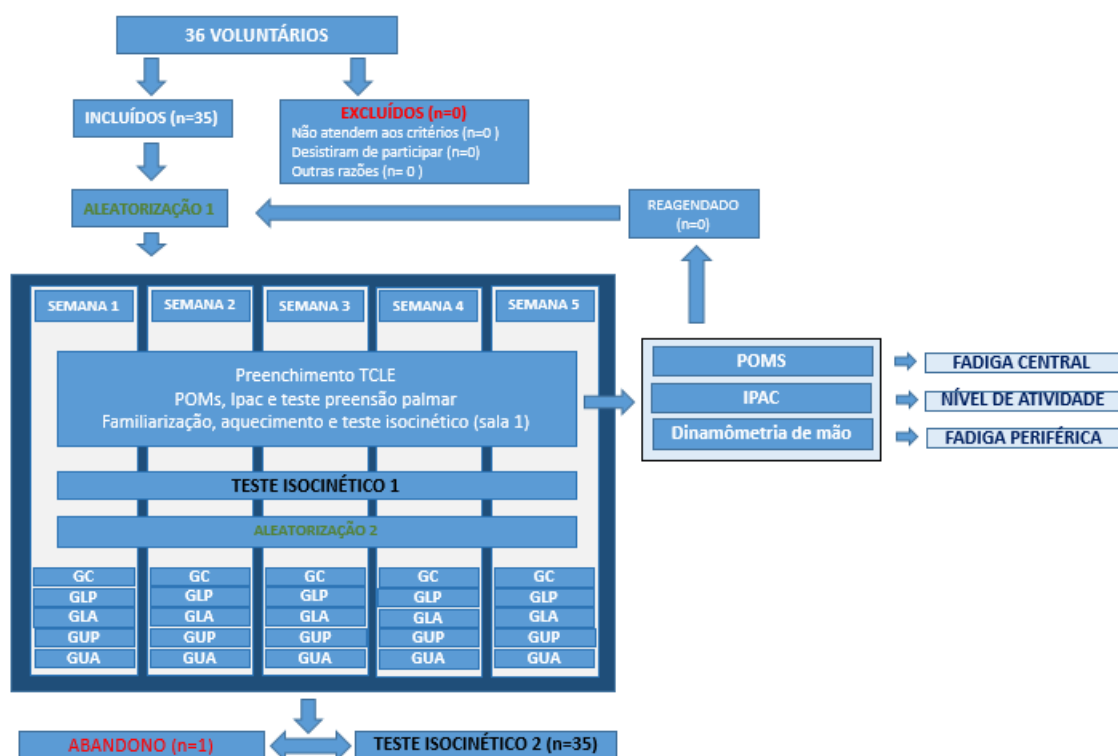 36 VOLUNTÁRIOS
INCLUÍDOS (n=35)
EXCLUÍDOS (n=0)
Não atendem aos critérios (n=0 )
Desistiram de participar (n=0)
Outras razões (n= 0 )
ALEATORIZAÇÃO 1
REAGENDADO
(n=0)
SEMANA 1
SEMANA 2
SEMANA 3
SEMANA 4
SEMANA 5
Preenchimento TCLE
POMs, Ipac e teste preensão palmar
Familiarização, aquecimento e teste isocinético (sala 1)
POMS
FADIGA CENTRAL
IPAC
NÍVEL DE ATIVIDADE
Dinamômetria de mão
FADIGA PERIFÉRICA
TESTE ISOCINÉTICO 1
ALEATORIZAÇÃO 2
GC
GLP
GLA
GUP
GUA
GC
GLP
GLA
GUP
GUA
GC
GLP
GLA
GUP
GUA
GC
GLP
GLA
GUP
GUA
GC
GLP
GLA
GUP
GUA
ABANDONO (n=1)
TESTE ISOCINÉTICO 2 (n=35)